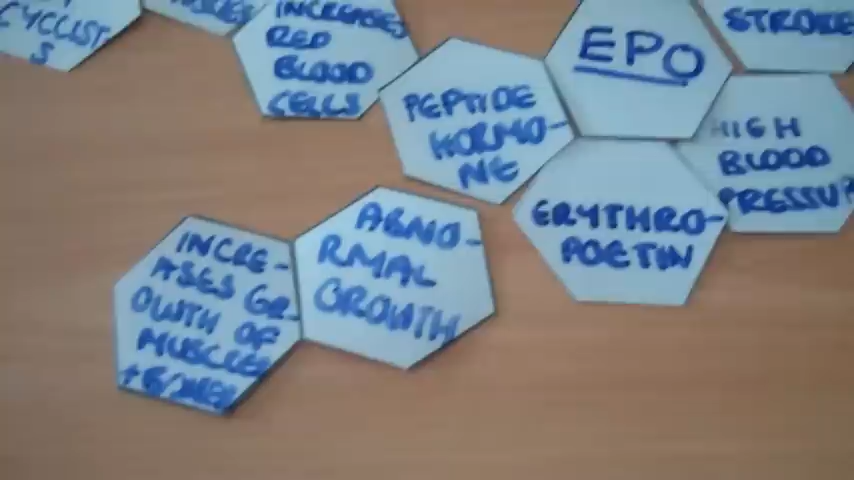 CYCLIST
S
INCREASES
RED
BLOOD
CELLS
PEPTIDE
HORMO-
NE
EPO
STROKE
HIGH
BLOOD
PRESSUR
ERYTHRO-
POETIN
ABNO-
RMAL
GROWTH
INCRE-
ASES GR-
OWTH OF
MUSCLES